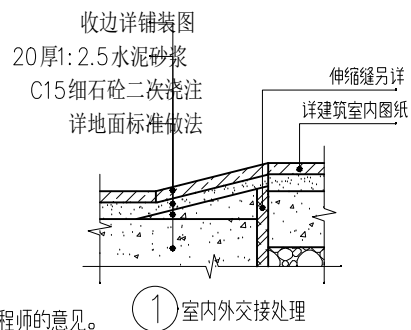 收边详铺装图
20厚1:2.5水泥砂浆
C15细石砼二次浇注
详地面标准做法
伸缩缝另详
详建筑室内图纸
程师的意见。
1 室内外交接处理